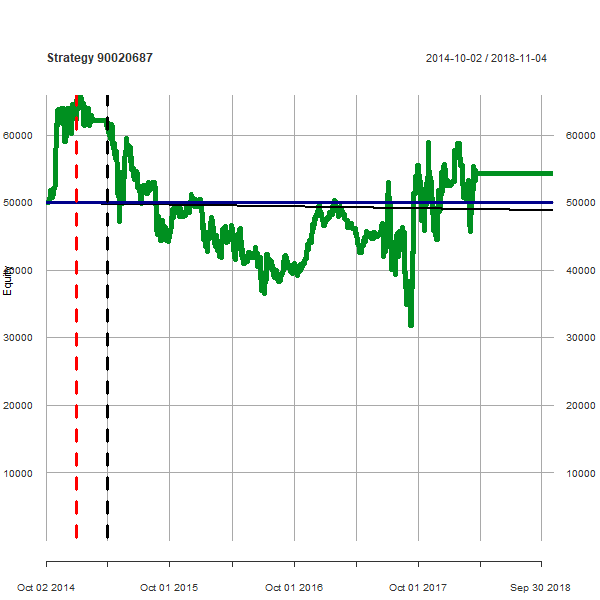 Strategy 90020687
2014-10-02 / 2018-11-04
60000
60000
50000
50000
40000
40000
Equity
30000
30000
20000
20000
10000
10000
Oct 02 2014
Oct 01 2015
Oct 01 2016
Oct 01 2017
Sep 30 2018